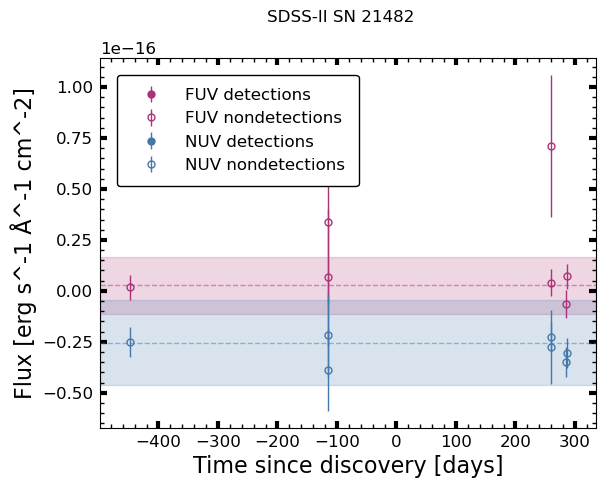 SDSS-II SN 21482
1e−16
FUV detections
FUV nondetections
NUV detections
NUV nondetections
1.00
0.75
0.50
0.25
0.00
−0.25
−0.50
Flux [erg s^-1 Å^-1 cm^-2]
−400 −300 −200 −100 0 100 200 300
Time since discovery [days]